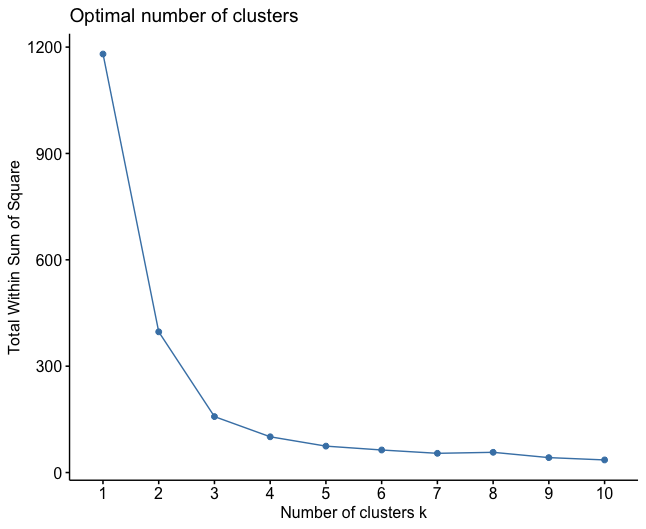 Optimal number of clusters
1200
900
600
300
0
Total Within Sum of Square
1 2 3 4 5 6 7 8 9 10
Number of clusters k